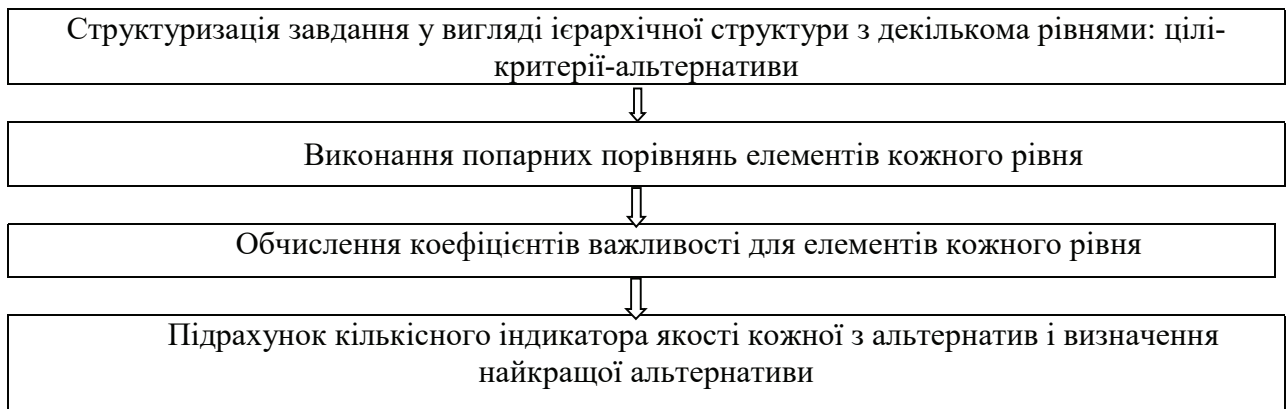 Структуризація завдання у вигляді ієрархічної структури з декількома рівнями: цілі-
критерії-альтернативи
Виконання попарних порівнянь елементів кожного рівня
Обчислення коефіцієнтів важливості для елементів кожного рівня
Підрахунок кількісного індикатора якості кожної з альтернатив і визначення
найкращої альтернативи